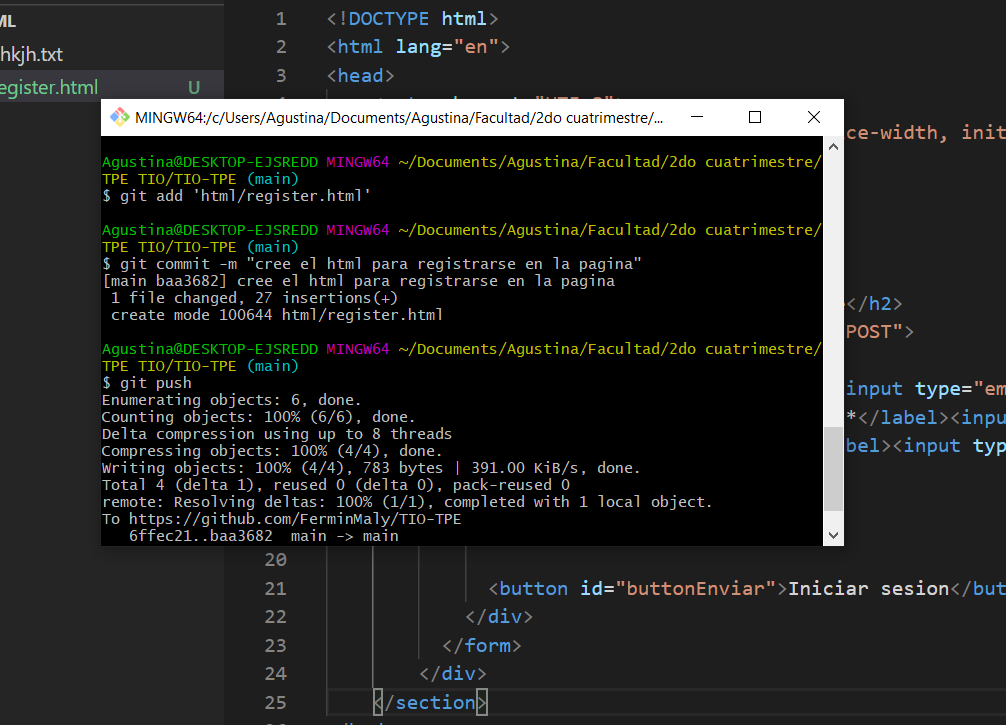 ML
hkjh.txt
egister.html U
1 <!DOCTYPE html>
2 <html lang="en">
3 <head>
MINGW64:/c/Users/Agustina/Documents/Agustina/Facultad/2do cuatrimestre/...
ce-width, init
Agustina@DESKTOP-EJSREDD MINGW64 ~/Documents/Agustina/Facultad/2do cuatrimestre/
TPE TIO/TIO-TPE (main)
$ git add 'html/register.html'
Agustina@DESKTOP-EJSREDD MINGW64 ~/Documents/Agustina/Facultad/2do cuatrimestre/
TPE TIO/TIO-TPE (main)
$ git commit -m "cree el html para registrarse en la pagina"
[main baa3682] cree el html para registrarse en la pagina
1 file changed, 27 insertions(+)
create mode 100644 html/register.html
></h2>
POST">
Agustina@DESKTOP-EJSREDD MINGW64 ~/Documents/Agustina/Facultad/2do cuatrimestre/
TPE TIO/TIO-TPE (main)
$ git push
Enumerating objects: 6, done.
Counting objects: 100% (6/6), done.
Delta compression using up to 8 threads
Compressing objects: 100% (4/4), done.
Writing objects: 100% (4/4), 783 bytes | 391.00 KiB/s, done.
Total 4 (delta 1), reused 0 (delta 0), pack-reused 0
remote: Resolving deltas: 100% (1/1), completed with 1 local object.
To https://github.com/FerminMaly/TIO-TPE
6ffec21..baa3682 main -> main
input type="em
*</label><inpu
bel><input typ
20
21 <button id="buttonEnviar">Iniciar sesion</but
22 </div>
23 </form>
24 </div>
25 </section>